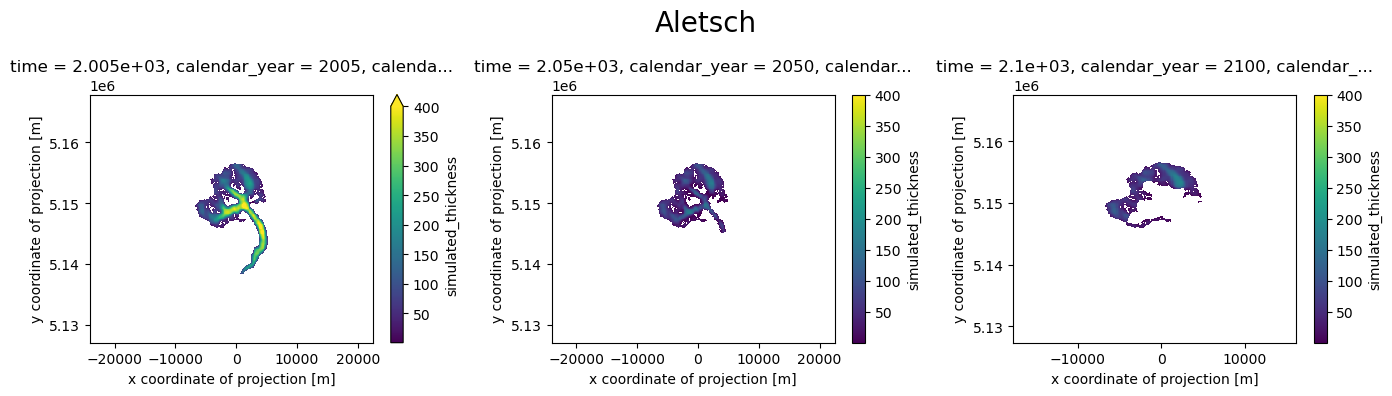 Aletsch
time = 2.005e+03, calendar_year = 2005, calenda...
1e6
5.16
5.15
5.14
5.13
y coordinate of projection [m]
−20000 −10000 0 10000 20000
x coordinate of projection [m]
400
350
300
250
200
150
100
50
simulated_thickness
time = 2.05e+03, calendar_year = 2050, calendar...
1e6
5.16
5.15
5.14
5.13
y coordinate of projection [m]
−20000 −10000 0 10000 20000
x coordinate of projection [m]
400
350
300
250
200
150
100
50
simulated_thickness
time = 2.1e+03, calendar_year = 2100, calendar_...
1e6
5.16
5.15
5.14
5.13
y coordinate of projection [m]
−10000 0 10000
x coordinate of projection [m]
400
350
300
250
200
150
100
50
simulated_thickness